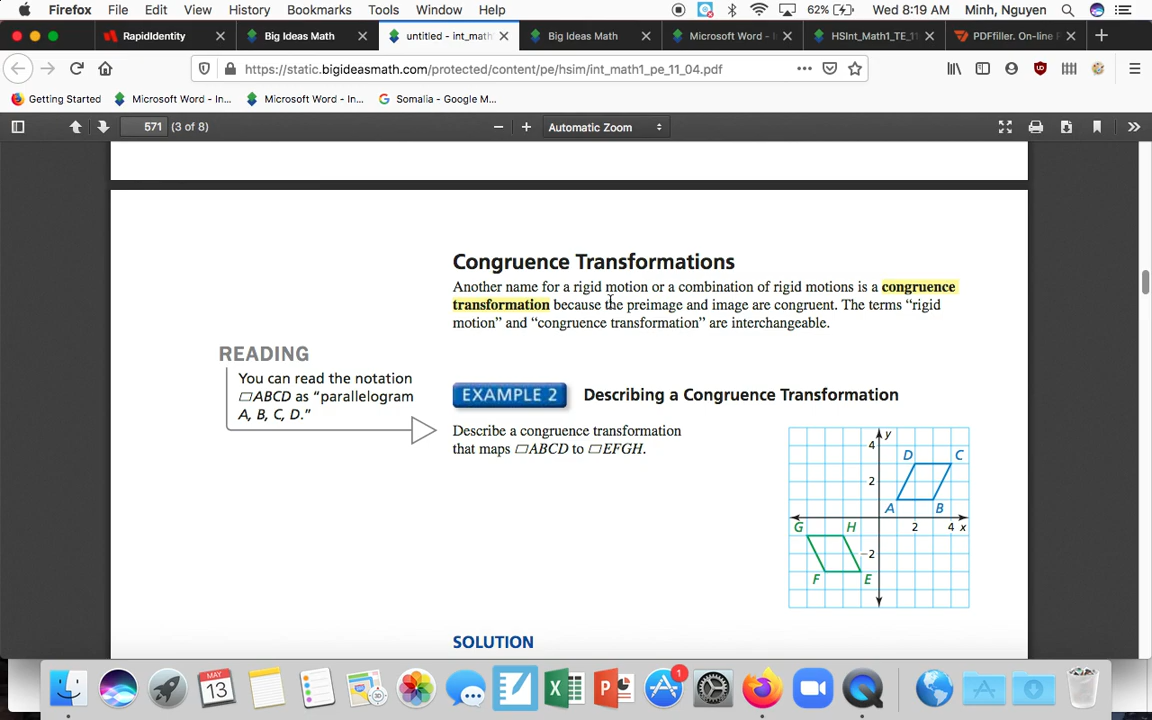 Firefox File Edit View History Bookmarks Tools Window Help 62% Wed 8:19 AM Minh, Nguyen
RapidIdentity Big Ideas Math untitled - int_math Big Ideas Math Microsoft Word - HSInt_Math1_TE_11 PDFfiller. On-line P
https://static.bigideasmath.com/protected/content/pe/hsim/int_math1_pe_11_04.pdf
Getting Started Microsoft Word - In... Microsoft Word - In... Somalia - Google M...
571 (3 of 8) Automatic Zoom
Congruence Transformations
Another name for a rigid motion or a combination of rigid motions is a congruence
transformation because the preimage and image are congruent. The terms “rigid
motion” and “congruence transformation” are interchangeable.
READING
You can read the notation
▱ABCD as “parallelogram
A, B, C, D.”
EXAMPLE 2 Describing a Congruence Transformation
Describe a congruence transformation
that maps ▱ABCD to ▱EFGH.
4 y
D C
2
A B
G H 2 4 x
−2
F E
SOLUTION
MAY
13
1